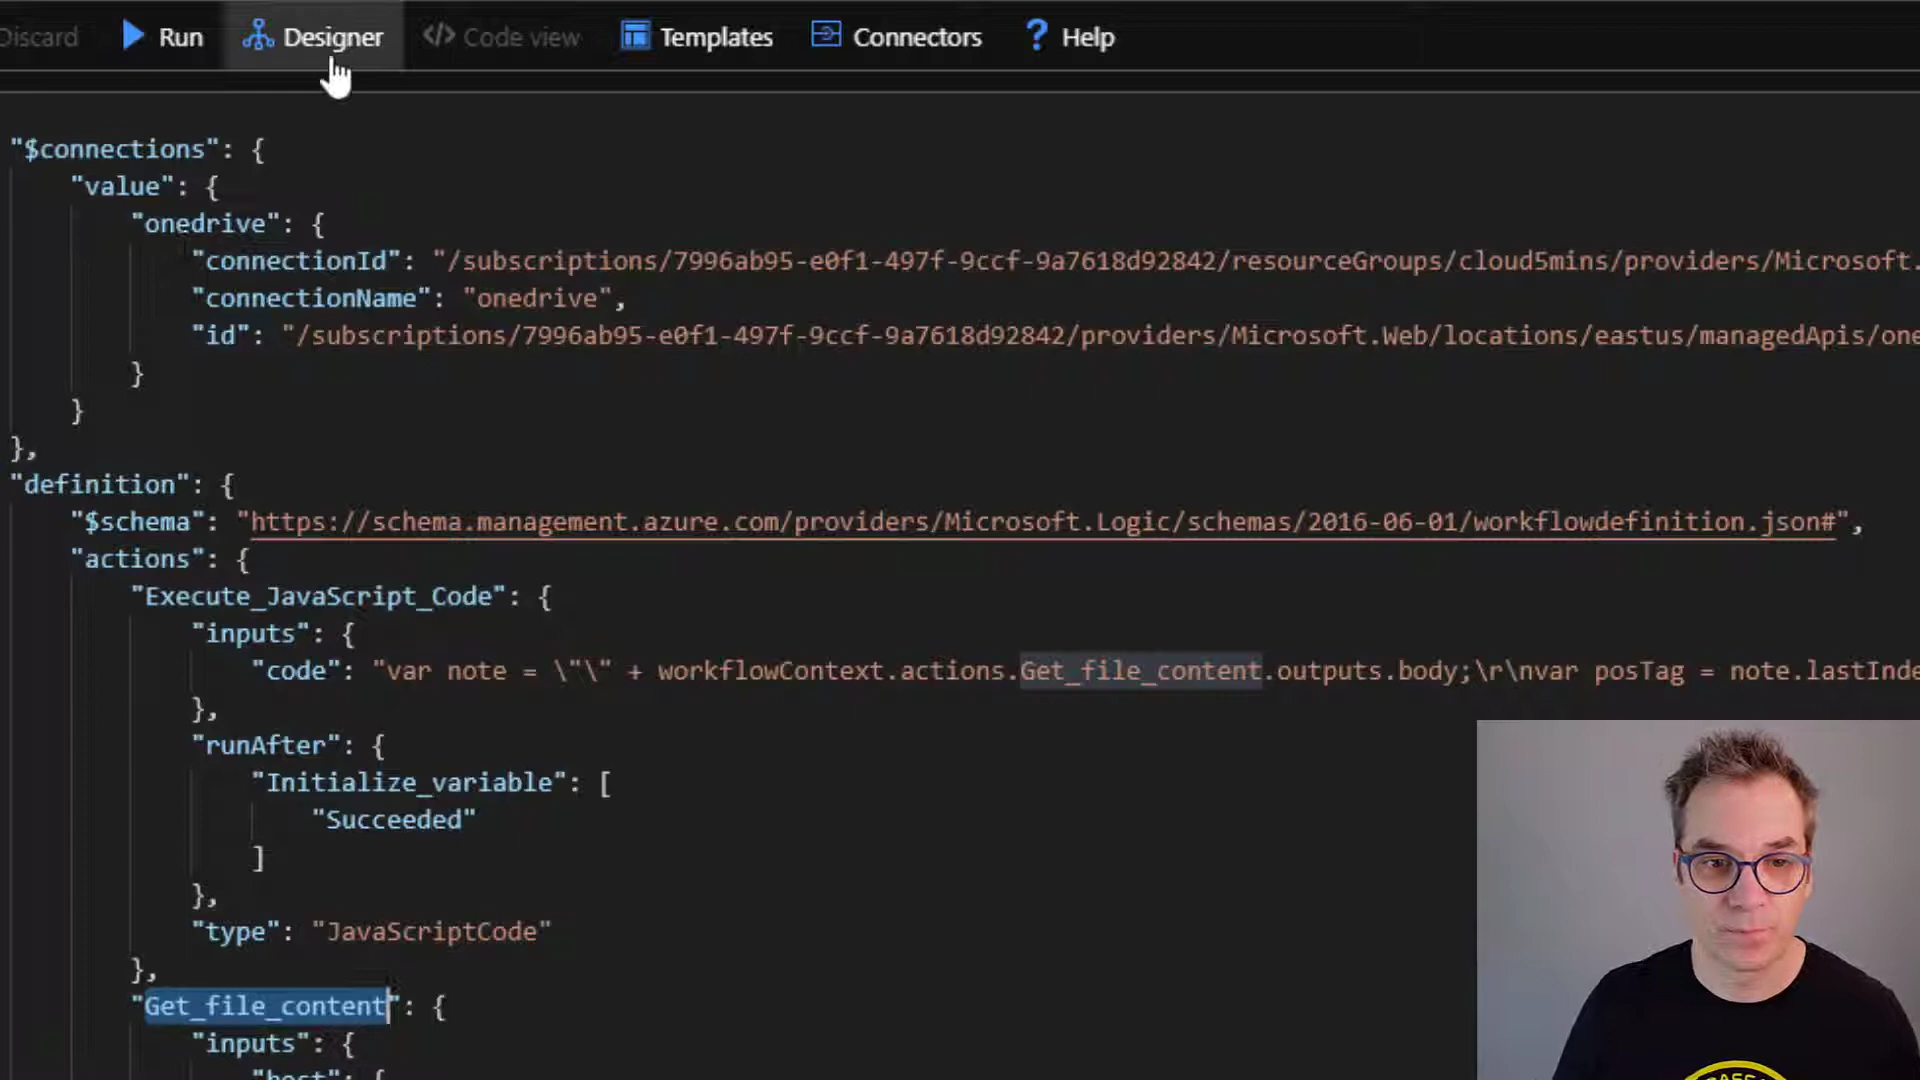 Discard Run Designer </> Code view Templates Connectors ? Help
"$connections": {
"value": {
"onedrive": {
"connectionId": "/subscriptions/7996ab95-e0f1-497f-9ccf-9a7618d92842/resourceGroups/cloud5mins/providers/Microsoft.
"connectionName": "onedrive",
"id": "/subscriptions/7996ab95-e0f1-497f-9ccf-9a7618d92842/providers/Microsoft.Web/locations/eastus/managedApis/one
}
}
},
"definition": {
"$schema": "https://schema.management.azure.com/providers/Microsoft.Logic/schemas/2016-06-01/workflowdefinition.json#",
"actions": {
"Execute_JavaScript_Code": {
"inputs": {
"code": "var note = \"\" + workflowContext.actions.Get_file_content.outputs.body;\r\nvar posTag = note.lastInde
},
"runAfter": {
"Initialize_variable": [
"Succeeded"
]
},
"type": "JavaScriptCode"
},
"Get_file_content": {
"inputs": {
"host": {